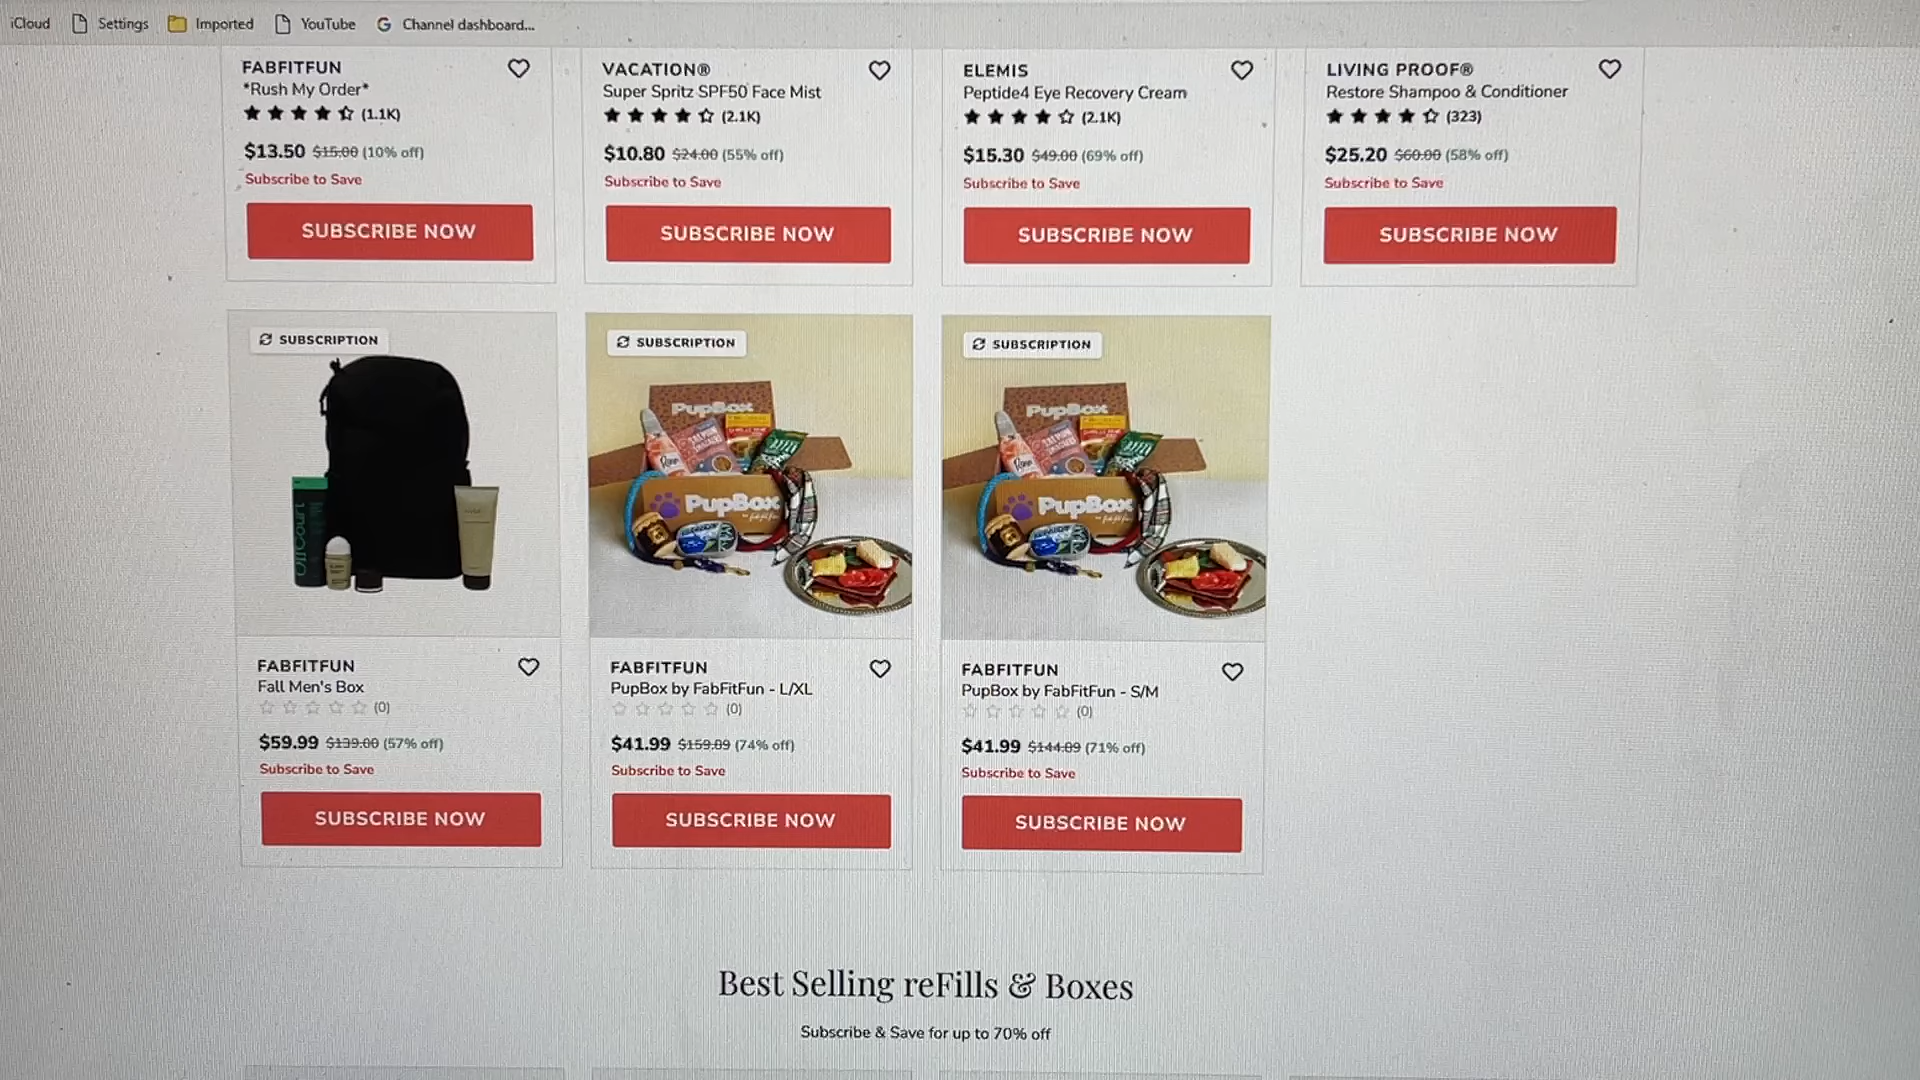 iCloud Settings Imported YouTube Channel dashboard...
FABFITFUN
*Rush My Order*
(1.1K)
$13.50 $15.00 (10% off)
Subscribe to Save
SUBSCRIBE NOW
VACATION®
Super Spritz SPF50 Face Mist
(2.1K)
$10.80 $24.00 (55% off)
Subscribe to Save
SUBSCRIBE NOW
ELEMIS
Peptide4 Eye Recovery Cream
(2.1K)
$15.30 $49.00 (69% off)
Subscribe to Save
SUBSCRIBE NOW
LIVING PROOF®
Restore Shampoo & Conditioner
(323)
$25.20 $60.00 (58% off)
Subscribe to Save
SUBSCRIBE NOW
SUBSCRIPTION
OffCourt
FABFITFUN
Fall Men's Box
(0)
$59.99 $139.00 (57% off)
Subscribe to Save
SUBSCRIBE NOW
SUBSCRIPTION
PupBox
PupBox
FABFITFUN
PupBox by FabFitFun - L/XL
(0)
$41.99 $159.89 (74% off)
Subscribe to Save
SUBSCRIBE NOW
SUBSCRIPTION
PupBox
PupBox
FABFITFUN
PupBox by FabFitFun - S/M
(0)
$41.99 $144.89 (71% off)
Subscribe to Save
SUBSCRIBE NOW
Best Selling reFills & Boxes
Subscribe & Save for up to 70% off